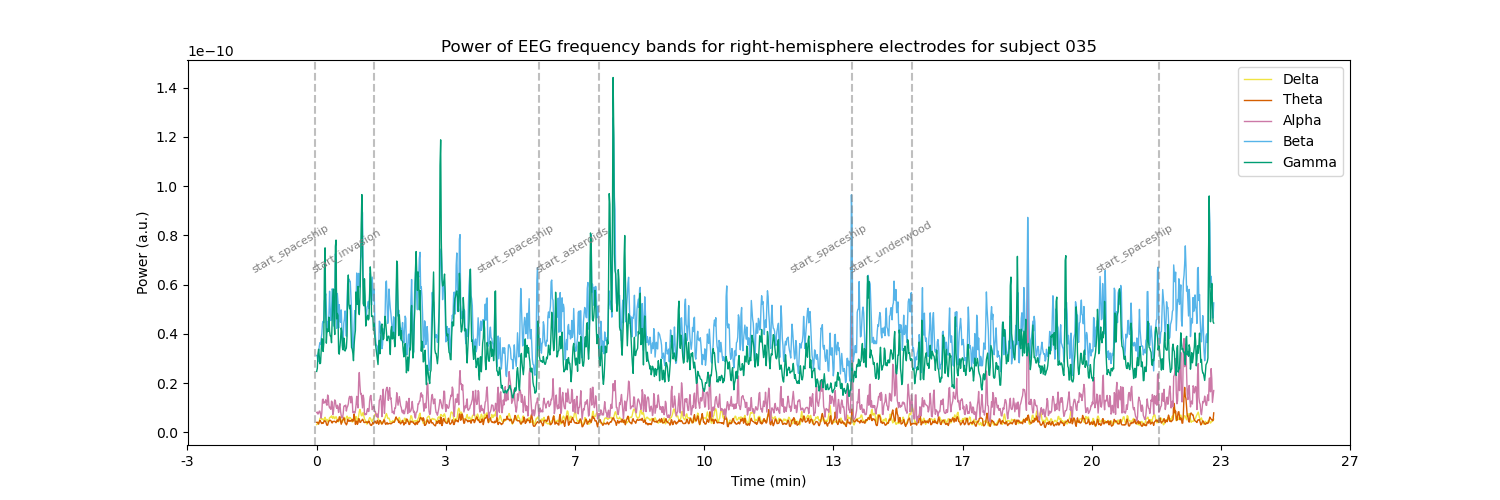 Power of EEG frequency bands for right-hemisphere electrodes for subject 035
1e−10
Delta
Theta
Alpha
Beta
Gamma
1.4
1.2
1.0
0.8
0.6
0.4
0.2
0.0
Power (a.u.)
start_spaceship
start_invasion
start_spaceship
start_asteroids
start_spaceship
start_underwood
start_spaceship
-3
0
3
7
10
13
17
20
23
27
Time (min)